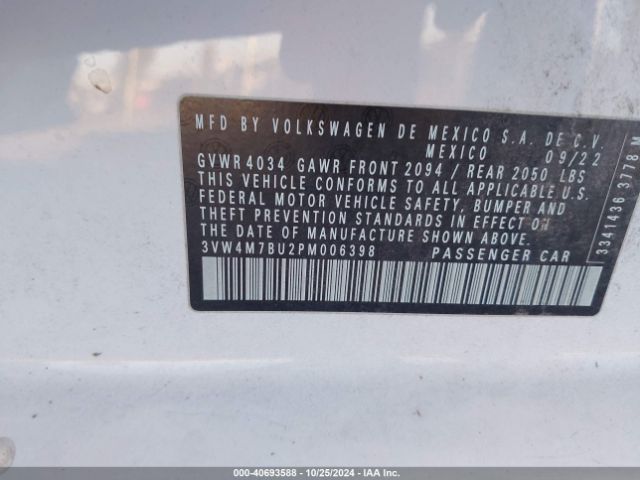 MFD BY VOLKSWAGEN DE MEXICO S.A. DE C.V.
MEXICO 09/22
GVWR 4034 GAWR FRONT 2094 / REAR 2050 LBS
THIS VEHICLE CONFORMS TO ALL APPLICABLE U.S.
FEDERAL MOTOR VEHICLE SAFETY, BUMPER AND
THEFT PREVENTION STANDARDS IN EFFECT ON
THE DATE OF MANUFACTURE SHOWN ABOVE.
3VW4M7BU2PM006398 PASSENGER CAR
3341436 3778 M
000-40693588 - 10/25/2024 - IAAI.COM